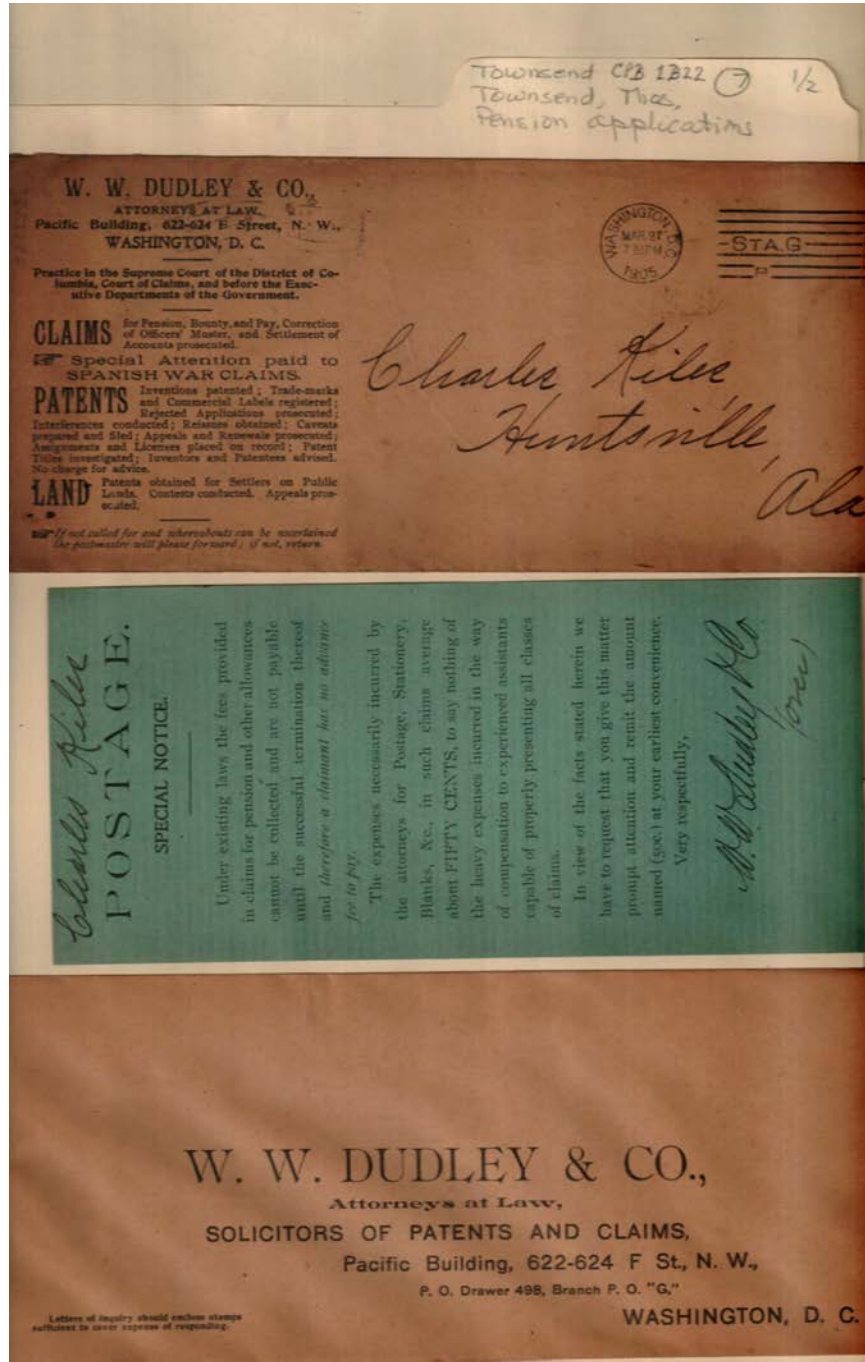 Townsend CPB 1B22 7 1/2
Townsend, Thos,
Pension applications
W. W. DUDLEY & CO.,
ATTORNEYS AT LAW.
Pacific Building, 622-624 F Street, N. W.,
WASHINGTON, D. C.
Practice in the Supreme Court of the District of Co-
lumbia, Court of Claims, and before the Exec-
utive Departments of the Government.
CLAIMS for Pension, Bounty, and Pay, Correction
of Officers' Muster, and Settlement of
Accounts prosecuted.
☞ Special Attention paid to
SPANISH WAR CLAIMS.
PATENTS Inventions patented; Trade-marks
and Commercial Labels registered;
Rejected Applications prosecuted;
Interferences conducted; Reissues obtained; Caveats
prepared and filed; Appeals and Renewals prosecuted;
Assignments and Licenses placed on record; Patent
Titles investigated; Inventors and Patentees advised.
No charge for advice.
LAND Patents obtained for Settlers on Public
Lands. Contests conducted. Appeals pros-
ecuted.
☞ If not called for and whereabouts can be ascertained
the postmaster will please forward; if not, return.
WASHINGTON, D.C.
MAR 27
1905
STA. G
Charles Kiles,
Huntsville,
Ala
Charles Kiles
POSTAGE.
SPECIAL NOTICE.
Under existing laws the fees provided
in claims for pension and other allowances
cannot be collected and are not payable
until the successful termination thereof
and therefore a claimant has no advance
fee to pay.
The expenses necessarily incurred by
the attorneys for Postage, Stationery,
Blanks, &c., in such claims average
about FIFTY CENTS, to say nothing of
the heavy expenses incurred in the way
of compensation to experienced assistants
capable of properly presenting all classes
of claims.
In view of the facts stated herein we
have to request that you give this matter
prompt attention and remit the amount
named (50c.) at your earliest convenience.
Very respectfully,
W. W. Dudley & Co.
W. W. DUDLEY & CO.,
Attorneys at Law,
SOLICITORS OF PATENTS AND CLAIMS,
Pacific Building, 622-624 F St., N. W.,
P. O. Drawer 498, Branch P. O. "G,"
WASHINGTON, D. C.
Letters of inquiry should enclose stamps
sufficient to cover expense of responding.